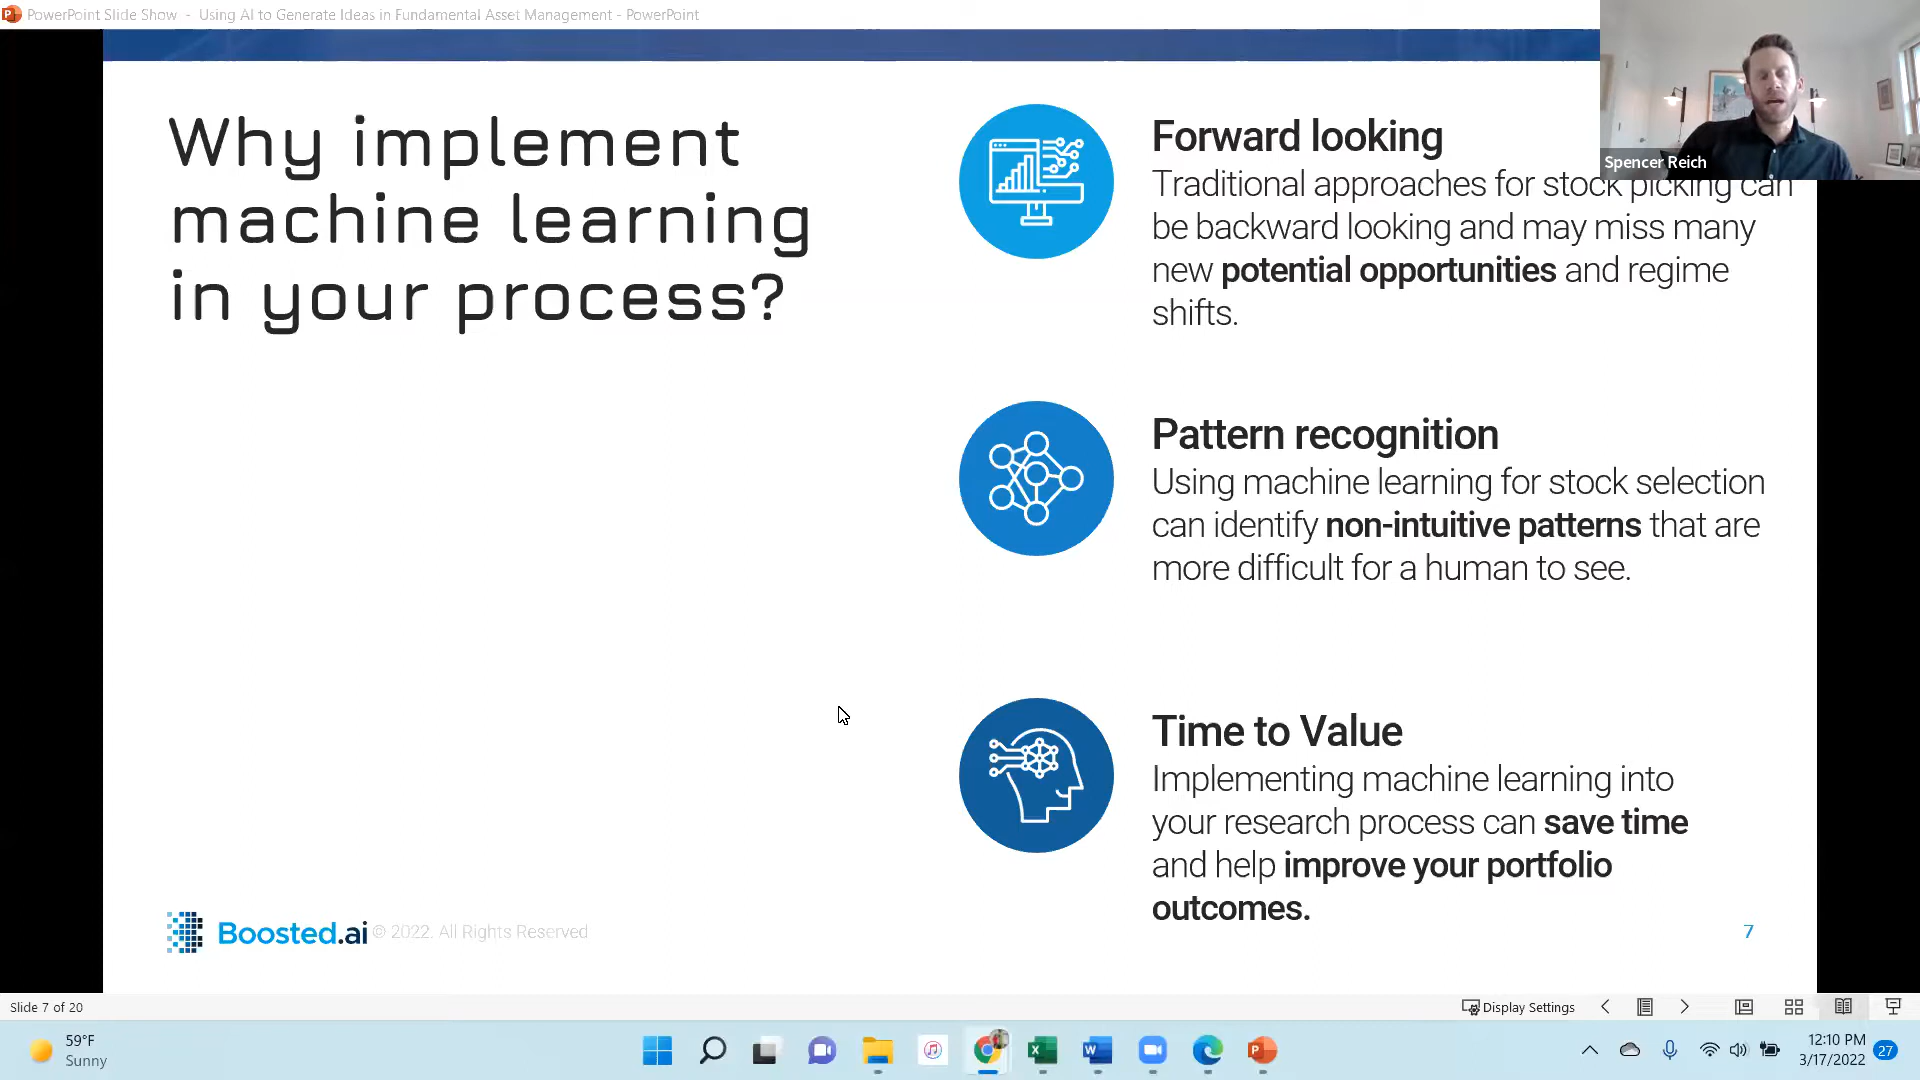 PowerPoint Slide Show - Using AI to Generate Ideas in Fundamental Asset Management - PowerPoint
Spencer Reich
Why implement
machine learning
in your process?
Forward looking
Traditional approaches for stock picking can
be backward looking and may miss many
new potential opportunities and regime
shifts.
Pattern recognition
Using machine learning for stock selection
can identify non-intuitive patterns that are
more difficult for a human to see.
Time to Value
Implementing machine learning into
your research process can save time
and help improve your portfolio
outcomes.
Boosted.ai © 2022. All Rights Reserved
7
Slide 7 of 20
Display Settings
59°F
Sunny
12:10 PM
3/17/2022
27